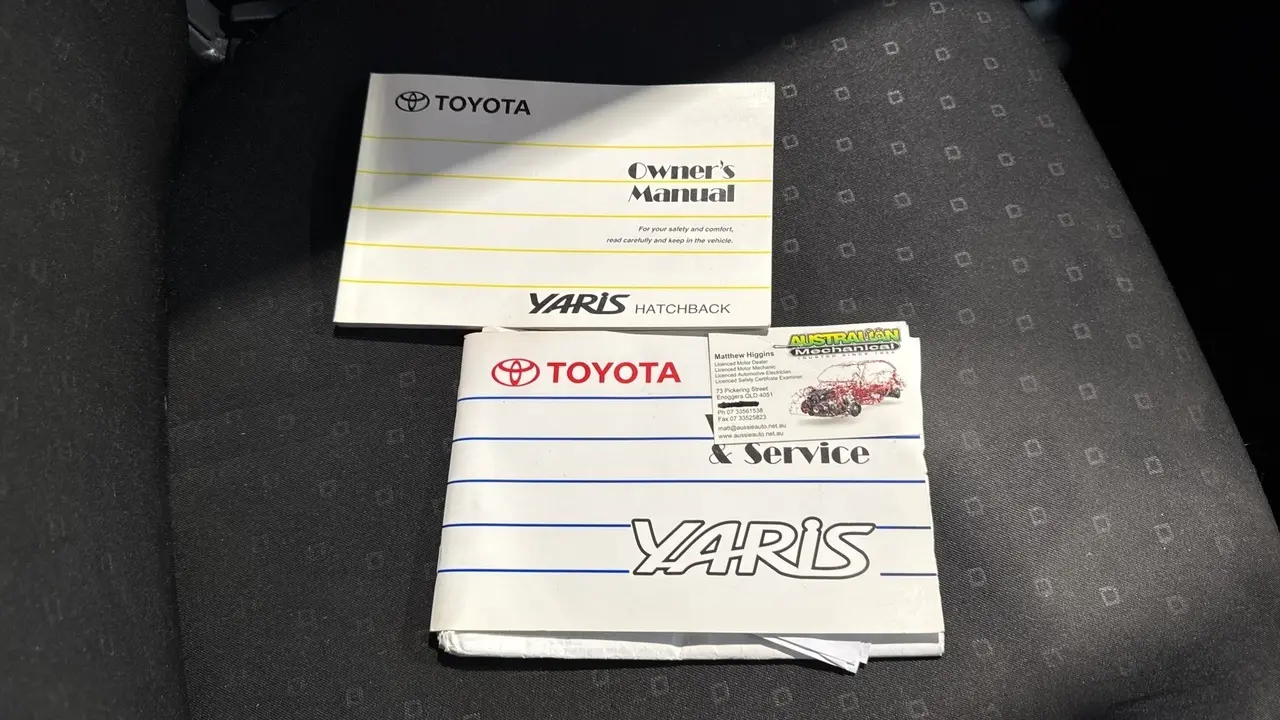 TOYOTA
Owner's
Manual
For your safety and comfort,
read carefully and keep in the vehicle.
YARiS HATCHBACK
TOYOTA
& Service
YARiS
AUSTRALIAN
Mechanical
TRUSTED SINCE
Matthew Higgins
Licenced Motor Dealer
Licenced Motor Mechanic
Licenced Automotive Electrician
Licenced Safety Certificate Examiner
73 Pickering Street
Enoggera QLD 4051
Ph 07 33561538
Fax 07 33525823
matt@aussieauto.net.au
www.aussieauto.net.au